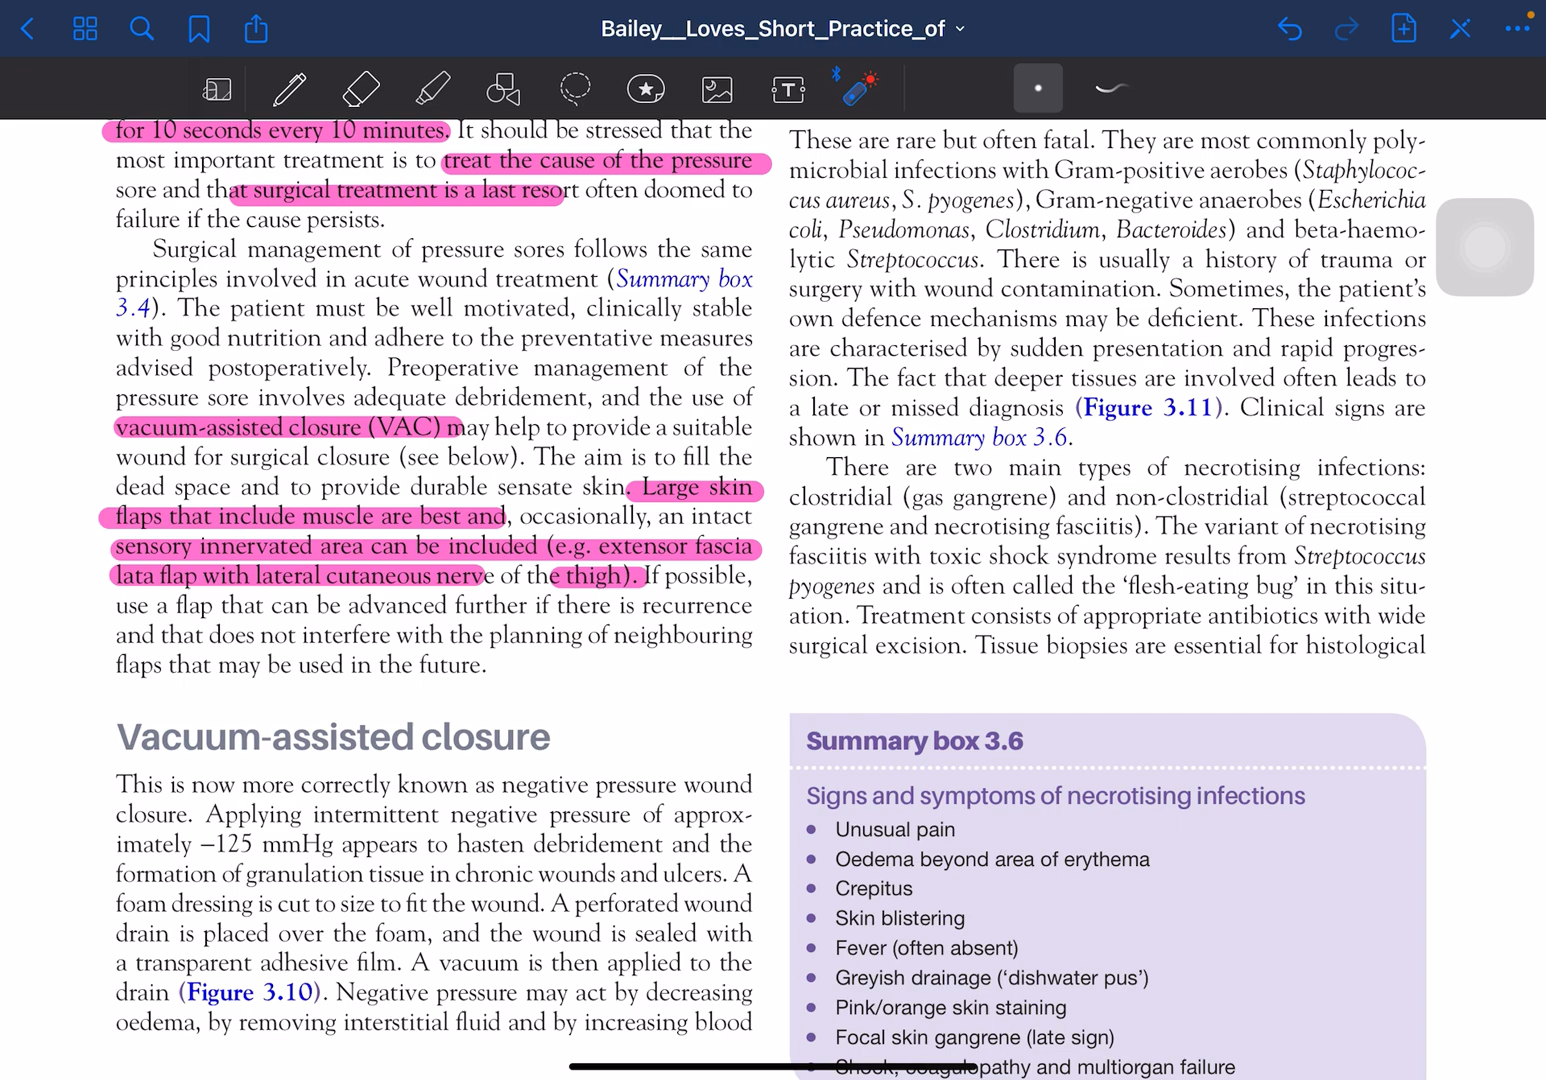 Bailey__Loves_Short_Practice_of
for 10 seconds every 10 minutes. It should be stressed that the
most important treatment is to treat the cause of the pressure
sore and that surgical treatment is a last resort often doomed to
failure if the cause persists.
Surgical management of pressure sores follows the same
principles involved in acute wound treatment (Summary box
3.4). The patient must be well motivated, clinically stable
with good nutrition and adhere to the preventative measures
advised postoperatively. Preoperative management of the
pressure sore involves adequate debridement, and the use of
vacuum-assisted closure (VAC) may help to provide a suitable
wound for surgical closure (see below). The aim is to fill the
dead space and to provide durable sensate skin. Large skin
flaps that include muscle are best and, occasionally, an intact
sensory innervated area can be included (e.g. extensor fascia
lata flap with lateral cutaneous nerve of the thigh). If possible,
use a flap that can be advanced further if there is recurrence
and that does not interfere with the planning of neighbouring
flaps that may be used in the future.
Vacuum-assisted closure
This is now more correctly known as negative pressure wound
closure. Applying intermittent negative pressure of approx-
imately −125 mmHg appears to hasten debridement and the
formation of granulation tissue in chronic wounds and ulcers. A
foam dressing is cut to size to fit the wound. A perforated wound
drain is placed over the foam, and the wound is sealed with
a transparent adhesive film. A vacuum is then applied to the
drain (Figure 3.10). Negative pressure may act by decreasing
oedema, by removing interstitial fluid and by increasing blood
These are rare but often fatal. They are most commonly poly-
microbial infections with Gram-positive aerobes (Staphylococ-
cus aureus, S. pyogenes), Gram-negative anaerobes (Escherichia
coli, Pseudomonas, Clostridium, Bacteroides) and beta-haemo-
lytic Streptococcus. There is usually a history of trauma or
surgery with wound contamination. Sometimes, the patient's
own defence mechanisms may be deficient. These infections
are characterised by sudden presentation and rapid progres-
sion. The fact that deeper tissues are involved often leads to
a late or missed diagnosis (Figure 3.11). Clinical signs are
shown in Summary box 3.6.
There are two main types of necrotising infections:
clostridial (gas gangrene) and non-clostridial (streptococcal
gangrene and necrotising fasciitis). The variant of necrotising
fasciitis with toxic shock syndrome results from Streptococcus
pyogenes and is often called the 'flesh-eating bug' in this situ-
ation. Treatment consists of appropriate antibiotics with wide
surgical excision. Tissue biopsies are essential for histological
Summary box 3.6
Signs and symptoms of necrotising infections
• Unusual pain
• Oedema beyond area of erythema
• Crepitus
• Skin blistering
• Fever (often absent)
• Greyish drainage ('dishwater pus')
• Pink/orange skin staining
• Focal skin gangrene (late sign)
• Shock, coagulopathy and multiorgan failure